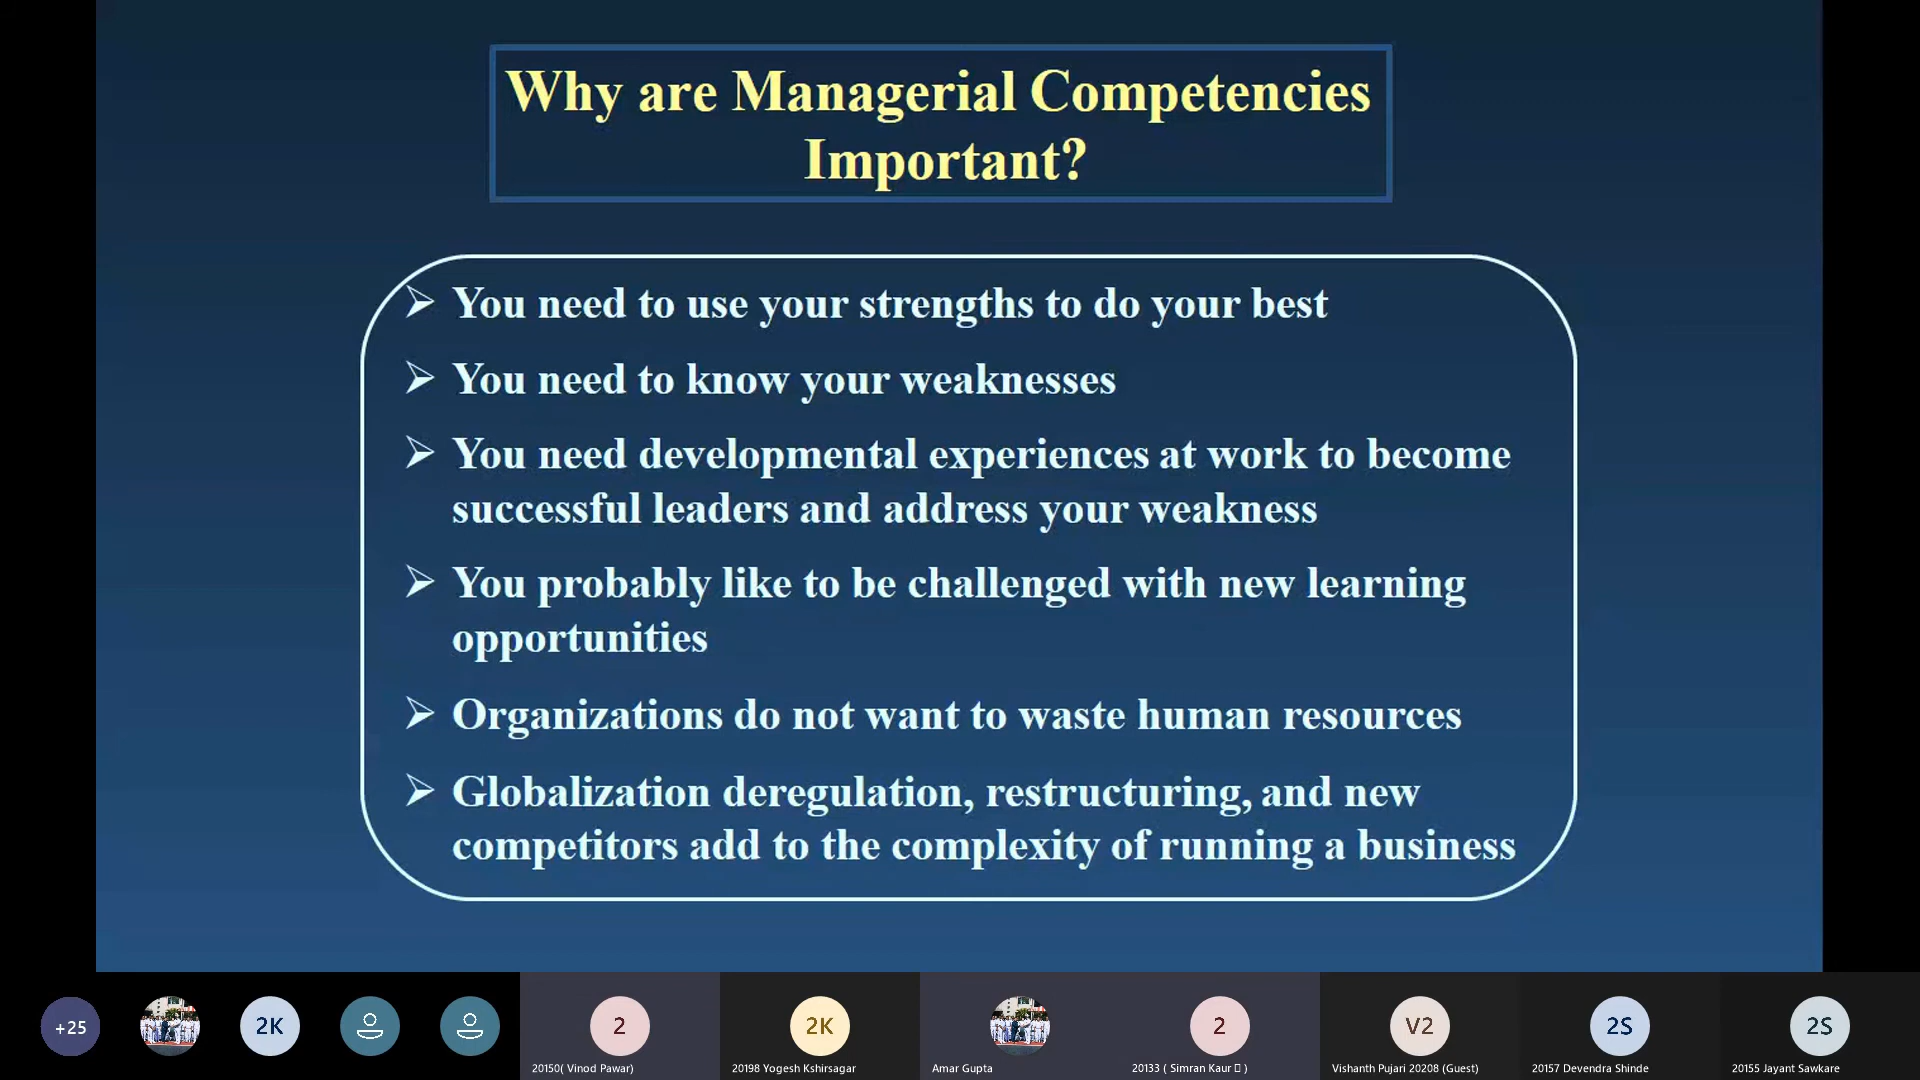 Why are Managerial Competencies
Important?
➢ You need to use your strengths to do your best
➢ You need to know your weaknesses
➢ You need developmental experiences at work to become
successful leaders and address your weakness
➢ You probably like to be challenged with new learning
opportunities
➢ Organizations do not want to waste human resources
➢ Globalization deregulation, restructuring, and new
competitors add to the complexity of running a business
+25
2K
2
2K
2
V2
2S
2S
20150( Vinod Pawar)
20198 Yogesh Kshirsagar
Amar Gupta
20133 ( Simran Kaur )
Vishanth Pujari 20208 (Guest)
20157 Devendra Shinde
20155 Jayant Sawkare